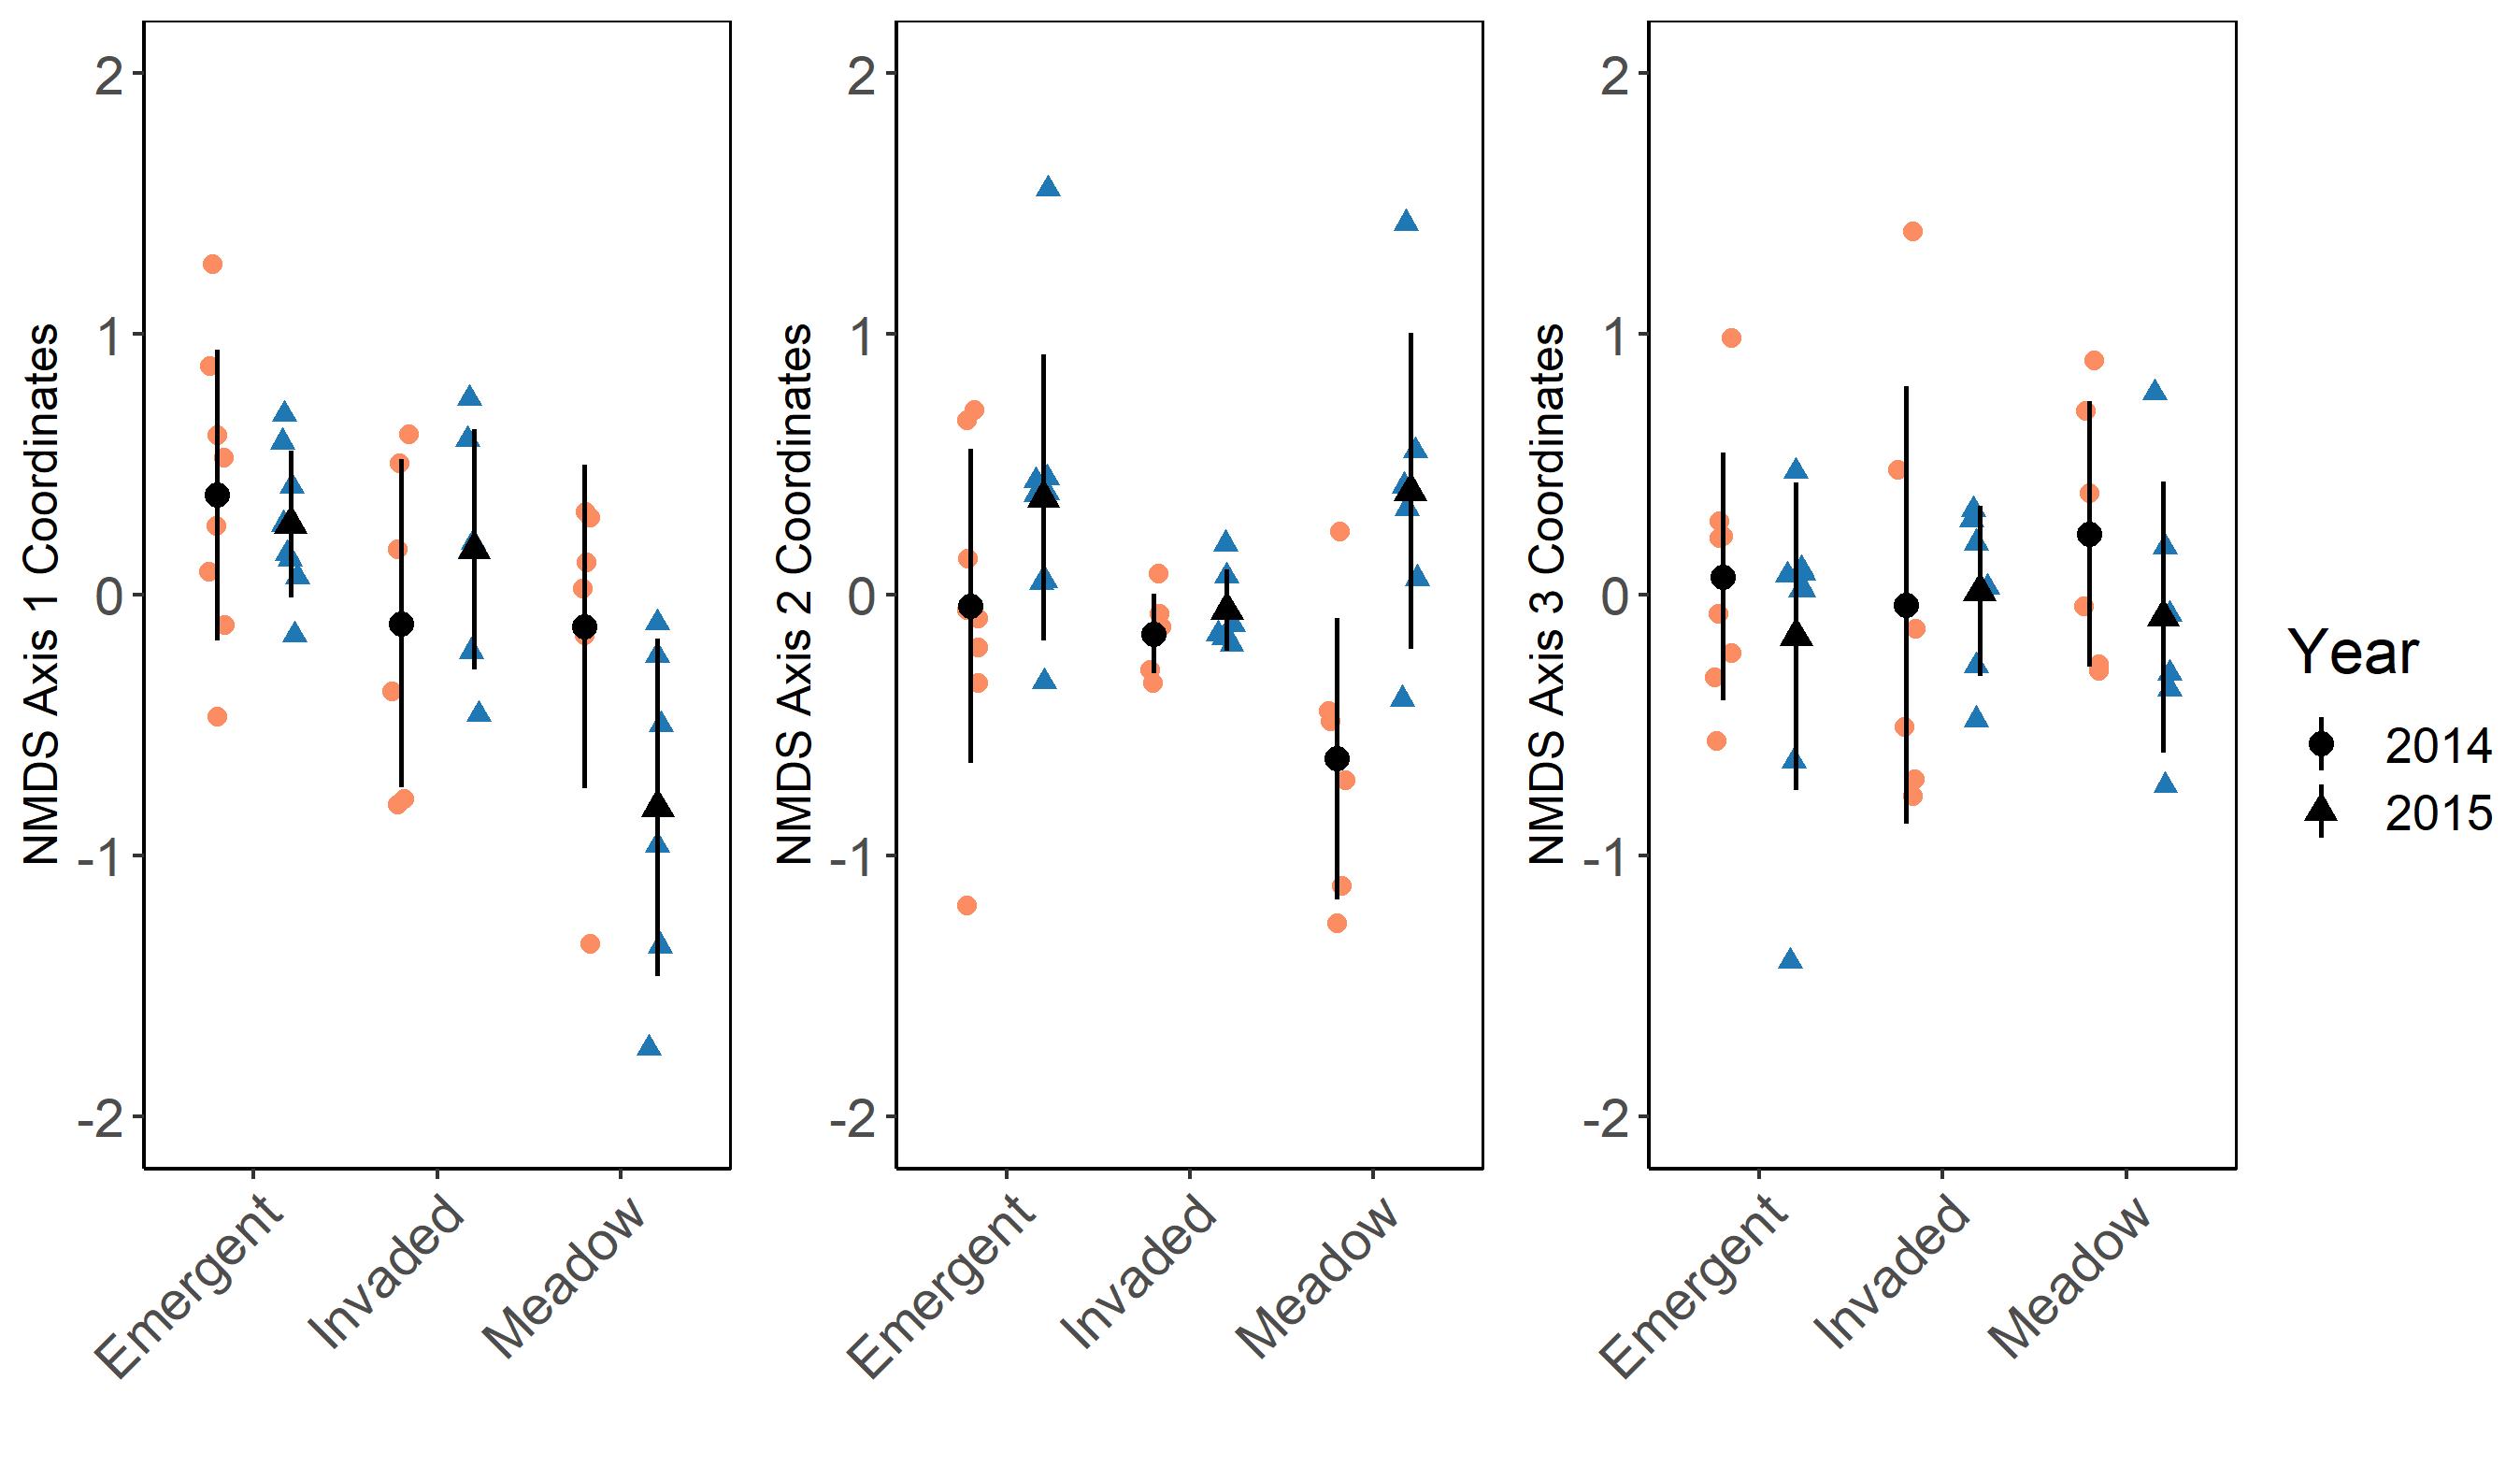 NMDS Axis 1 Coordinates
2
1
0
-1
-2
Emergent
Invaded
Meadow
NMDS Axis 2 Coordinates
2
1
0
-1
-2
Emergent
Invaded
Meadow
NMDS Axis 3 Coordinates
2
1
0
-1
-2
Emergent
Invaded
Meadow
Year
2014
2015